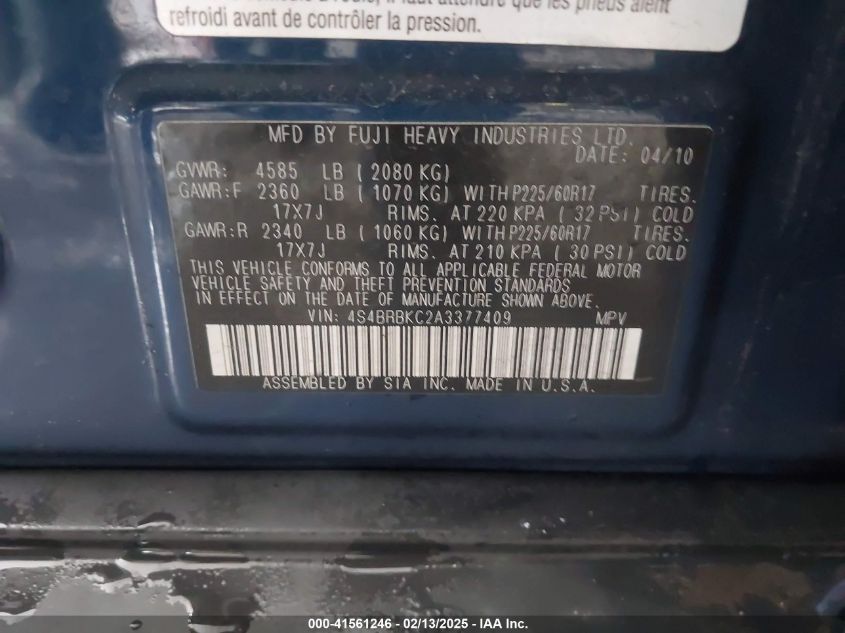 refroidi avant de contrôler la pression.
MFD BY FUJI HEAVY INDUSTRIES LTD.
DATE: 04/10
GVWR: 4585 LB ( 2080 KG)
GAWR:F 2360 LB ( 1070 KG) WITH P225/60R17 TIRES.
17X7J RIMS. AT 220 KPA ( 32 PSI) COLD
GAWR:R 2340 LB ( 1060 KG) WITH P225/60R17 TIRES.
17X7J RIMS. AT 210 KPA ( 30 PSI) COLD
THIS VEHICLE CONFORMS TO ALL APPLICABLE FEDERAL MOTOR
VEHICLE SAFETY AND THEFT PREVENTION STANDARDS
IN EFFECT ON THE DATE OF MANUFACTURE SHOWN ABOVE.
VIN: 4S4BRBKC2A3377409 MPV
ASSEMBLED BY SIA INC. MADE IN U.S.A.
000-41561246 - 02/13/2025 - IAA Inc.